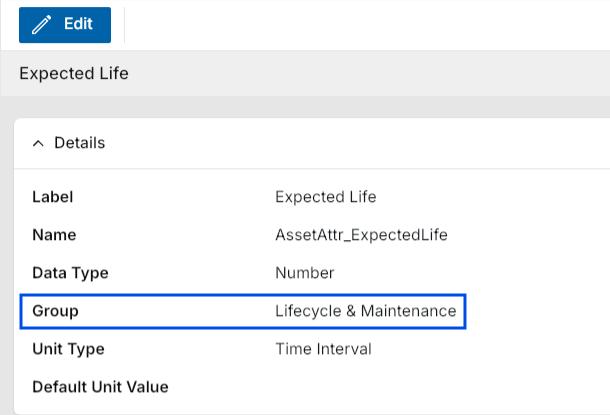 Edit
Expected Life
Details
Label Expected Life
Name AssetAttr_ExpectedLife
Data Type Number
Group Lifecycle & Maintenance
Unit Type Time Interval
Default Unit Value